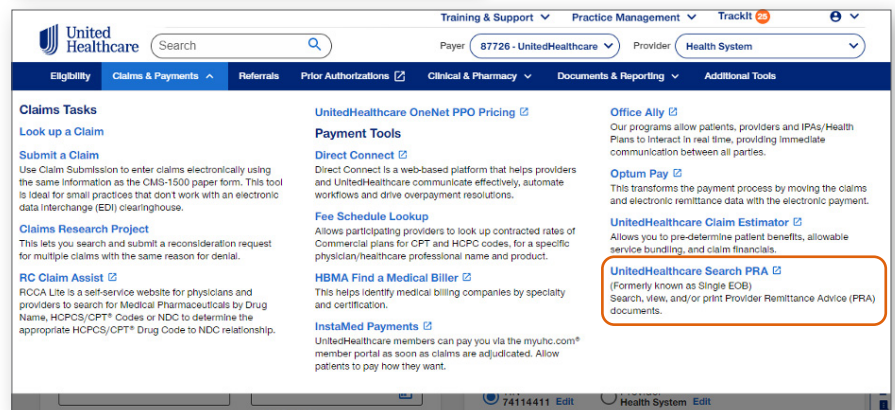 Training & Support
Practice Management
TrackIt 25
United
Healthcare
Search
Payer
87726 - UnitedHealthcare
Provider
Health System
Eligibility
Claims & Payments
Referrals
Prior Authorizations
Clinical & Pharmacy
Documents & Reporting
Additional Tools
Claims Tasks
Look up a Claim
Submit a Claim
Use Claim Submission to enter claims electronically using
the same information as the CMS-1500 paper form. This tool
is ideal for small practices that don't work with an electronic
data interchange (EDI) clearinghouse.
Claims Research Project
This lets you search and submit a reconsideration request
for multiple claims with the same reason for denial.
RC Claim Assist
RCCA Lite is a self-service website for physicians and
providers to search for Medical Pharmaceuticals by Drug
Name, HCPCS/CPT® Codes or NDC to determine the
appropriate HCPCS/CPT® Drug Code to NDC relationship.
UnitedHealthcare OneNet PPO Pricing
Payment Tools
Direct Connect
Direct Connect is a web-based platform that helps providers
and UnitedHealthcare communicate effectively, automate
workflows and drive overpayment resolutions.
Fee Schedule Lookup
Allows participating providers to look up contracted rates of
Commercial plans for CPT and HCPC codes, for a specific
physician/healthcare professional name and product.
HBMA Find a Medical Biller
This helps identify medical billing companies by specialty
and certification.
InstaMed Payments
UnitedHealthcare members can pay you via the myuhc.com®
member portal as soon as claims are adjudicated. Allow
patients to pay how they want.
Office Ally
Our programs allow patients, providers and IPAs/Health
Plans to interact in real time, providing immediate
communication between all parties.
Optum Pay
This transforms the payment process by moving the claims
and electronic remittance data with the electronic payment.
UnitedHealthcare Claim Estimator
Allows you to pre-determine patient benefits, allowable
service bundling, and claim financials.
UnitedHealthcare Search PRA
(Formerly known as Single EOB)
Search, view, and/or print Provider Remittance Advice (PRA)
documents.
74114411 Edit
Health System Edit